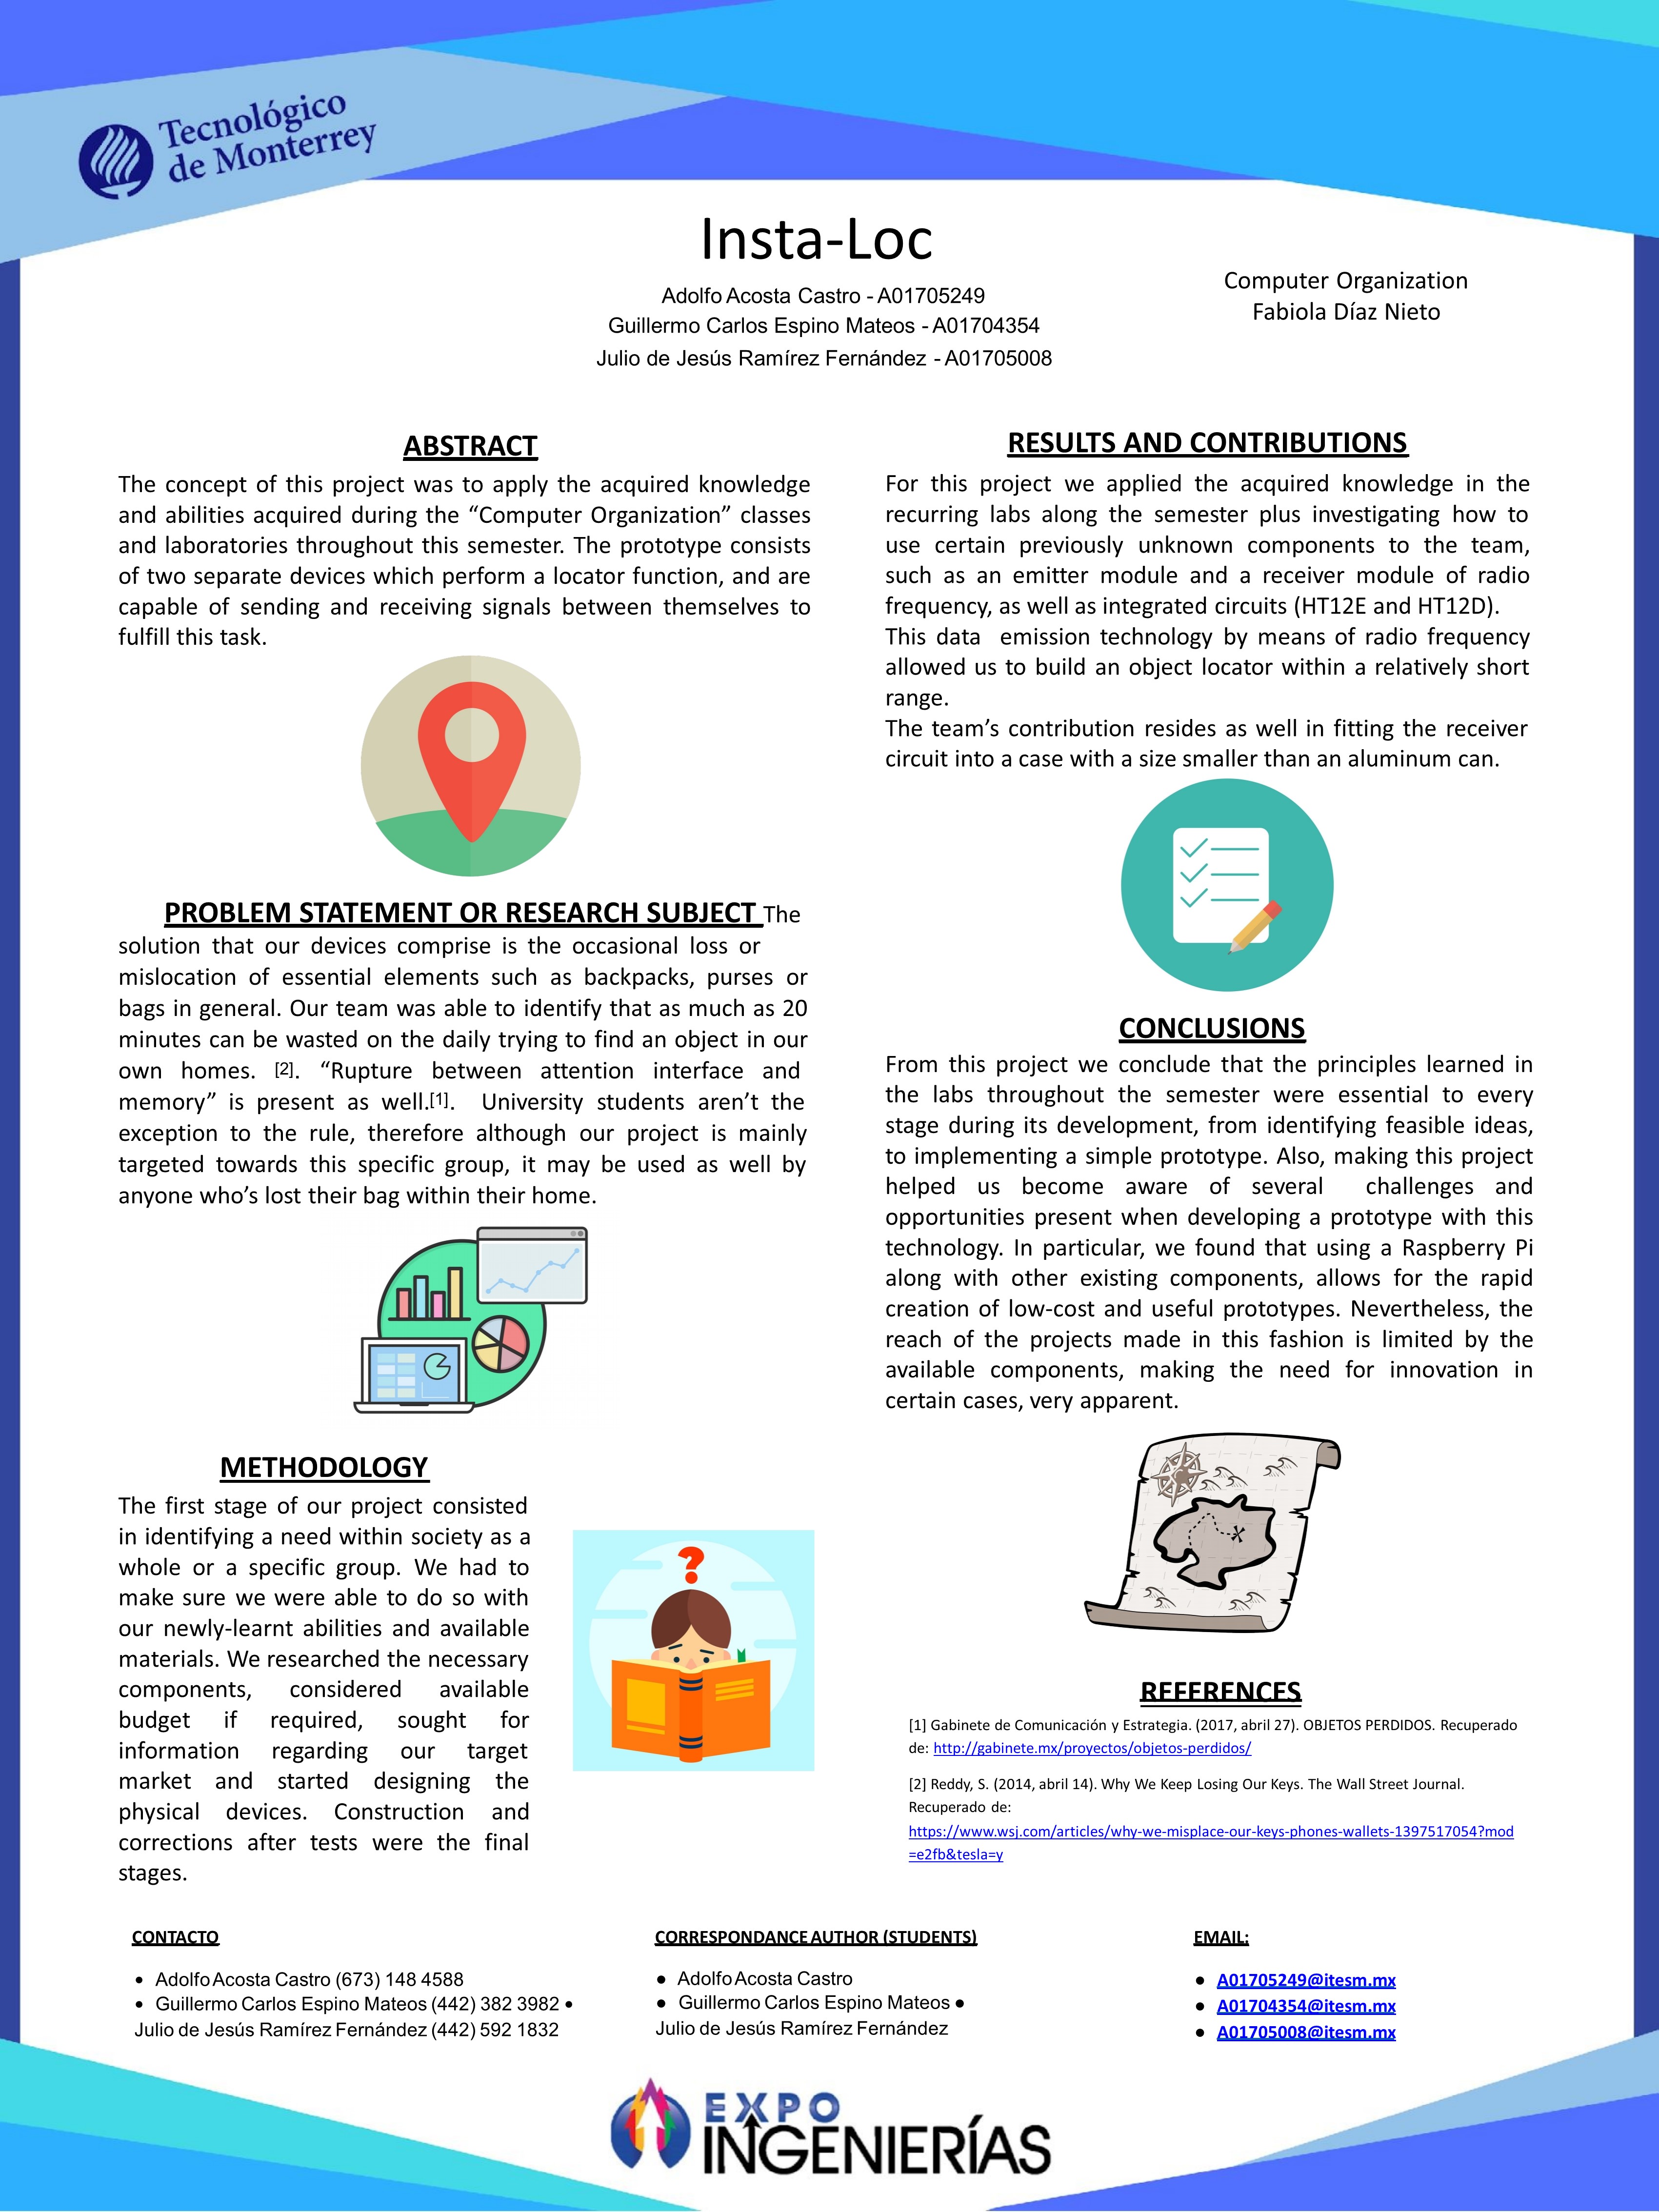 Tecnológico
de Monterrey
Insta-Loc
Adolfo Acosta Castro - A01705249
Guillermo Carlos Espino Mateos - A01704354
Julio de Jesús Ramírez Fernández - A01705008
Computer Organization
Fabiola Díaz Nieto
ABSTRACT
The concept of this project was to apply the acquired knowledge
and abilities acquired during the “Computer Organization” classes
and laboratories throughout this semester. The prototype consists
of two separate devices which perform a locator function, and are
capable of sending and receiving signals between themselves to
fulfill this task.
PROBLEM STATEMENT OR RESEARCH SUBJECT The
solution that our devices comprise is the occasional loss or
mislocation of essential elements such as backpacks, purses or
bags in general. Our team was able to identify that as much as 20
minutes can be wasted on the daily trying to find an object in our
own homes. [2]. “Rupture between attention interface and
memory” is present as well.[1]. University students aren’t the
exception to the rule, therefore although our project is mainly
targeted towards this specific group, it may be used as well by
anyone who’s lost their bag within their home.
METHODOLOGY
The first stage of our project consisted
in identifying a need within society as a
whole or a specific group. We had to
make sure we were able to do so with
our newly-learnt abilities and available
materials. We researched the necessary
components, considered available
budget if required, sought for
information regarding our target
market and started designing the
physical devices. Construction and
corrections after tests were the final
stages.
?
RESULTS AND CONTRIBUTIONS
For this project we applied the acquired knowledge in the
recurring labs along the semester plus investigating how to
use certain previously unknown components to the team,
such as an emitter module and a receiver module of radio
frequency, as well as integrated circuits (HT12E and HT12D).
This data emission technology by means of radio frequency
allowed us to build an object locator within a relatively short
range.
The team’s contribution resides as well in fitting the receiver
circuit into a case with a size smaller than an aluminum can.
CONCLUSIONS
From this project we conclude that the principles learned in
the labs throughout the semester were essential to every
stage during its development, from identifying feasible ideas,
to implementing a simple prototype. Also, making this project
helped us become aware of several challenges and
opportunities present when developing a prototype with this
technology. In particular, we found that using a Raspberry Pi
along with other existing components, allows for the rapid
creation of low-cost and useful prototypes. Nevertheless, the
reach of the projects made in this fashion is limited by the
available components, making the need for innovation in
certain cases, very apparent.
REFERENCES
[1] Gabinete de Comunicación y Estrategia. (2017, abril 27). OBJETOS PERDIDOS. Recuperado
de: http://gabinete.mx/proyectos/objetos-perdidos/
[2] Reddy, S. (2014, abril 14). Why We Keep Losing Our Keys. The Wall Street Journal.
Recuperado de:
https://www.wsj.com/articles/why-we-misplace-our-keys-phones-wallets-1397517054?mod
=e2fb&tesla=y
CONTACTO
• Adolfo Acosta Castro (673) 148 4588
• Guillermo Carlos Espino Mateos (442) 382 3982 •
Julio de Jesús Ramírez Fernández (442) 592 1832
CORRESPONDANCE AUTHOR (STUDENTS)
● Adolfo Acosta Castro
● Guillermo Carlos Espino Mateos ●
Julio de Jesús Ramírez Fernández
EMAIL:
● A01705249@itesm.mx
● A01704354@itesm.mx
● A01705008@itesm.mx
EXPO
INGENIERÍAS